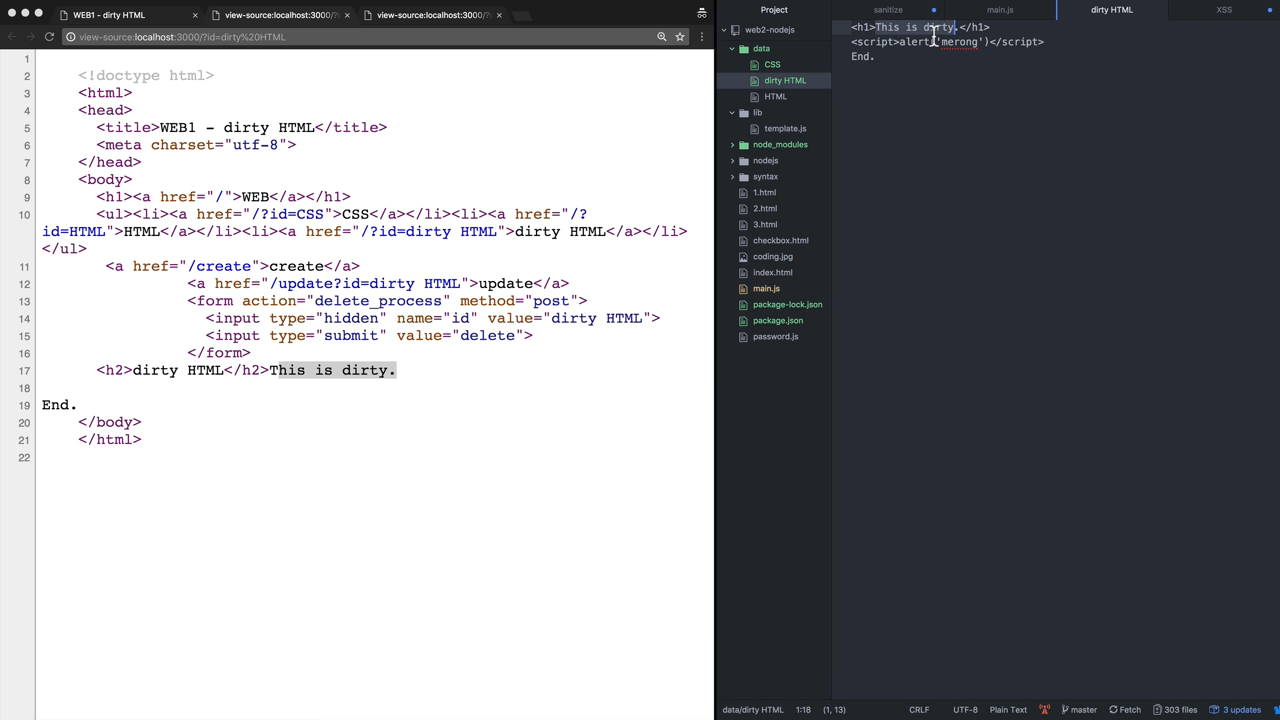 WEB1 - dirty HTML
view-source:localhost:3000/?
view-source:localhost:3000/?
view-source:localhost:3000/?id=dirty%20HTML
1
2 <!doctype html>
3 <html>
4 <head>
5 <title>WEB1 - dirty HTML</title>
6 <meta charset="utf-8">
7 </head>
8 <body>
9 <h1><a href="/">WEB</a></h1>
10 <ul><li><a href="/?id=CSS">CSS</a></li><li><a href="/?
id=HTML">HTML</a></li><li><a href="/?id=dirty HTML">dirty HTML</a></li>
</ul>
11 <a href="/create">create</a>
12 <a href="/update?id=dirty HTML">update</a>
13 <form action="delete_process" method="post">
14 <input type="hidden" name="id" value="dirty HTML">
15 <input type="submit" value="delete">
16 </form>
17 <h2>dirty HTML</h2>This is dirty.
18
19 End.
20 </body>
21 </html>
22
Project
web2-nodejs
data
CSS
dirty HTML
HTML
lib
template.js
node_modules
nodejs
syntax
1.html
2.html
3.html
checkbox.html
coding.jpg
index.html
main.js
package-lock.json
package.json
password.js
sanitize
main.js
dirty HTML
XSS
<h1>This is dirty.</h1>
<script>alert('merong')</script>
End.
data/dirty HTML 1:18 (1, 13)
CRLF UTF-8 Plain Text master Fetch 303 files 3 updates